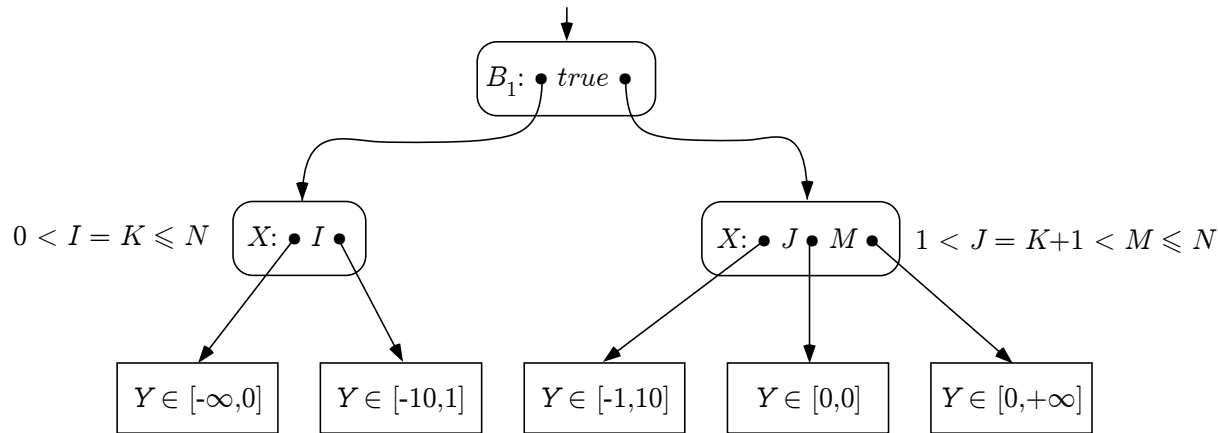 B₁: • true •
0 < I = K ⩽ N
X: • I •
X: • J • M •
1 < J = K+1 < M ⩽ N
Y ∈ [-∞,0]
Y ∈ [-10,1]
Y ∈ [-1,10]
Y ∈ [0,0]
Y ∈ [0,+∞]